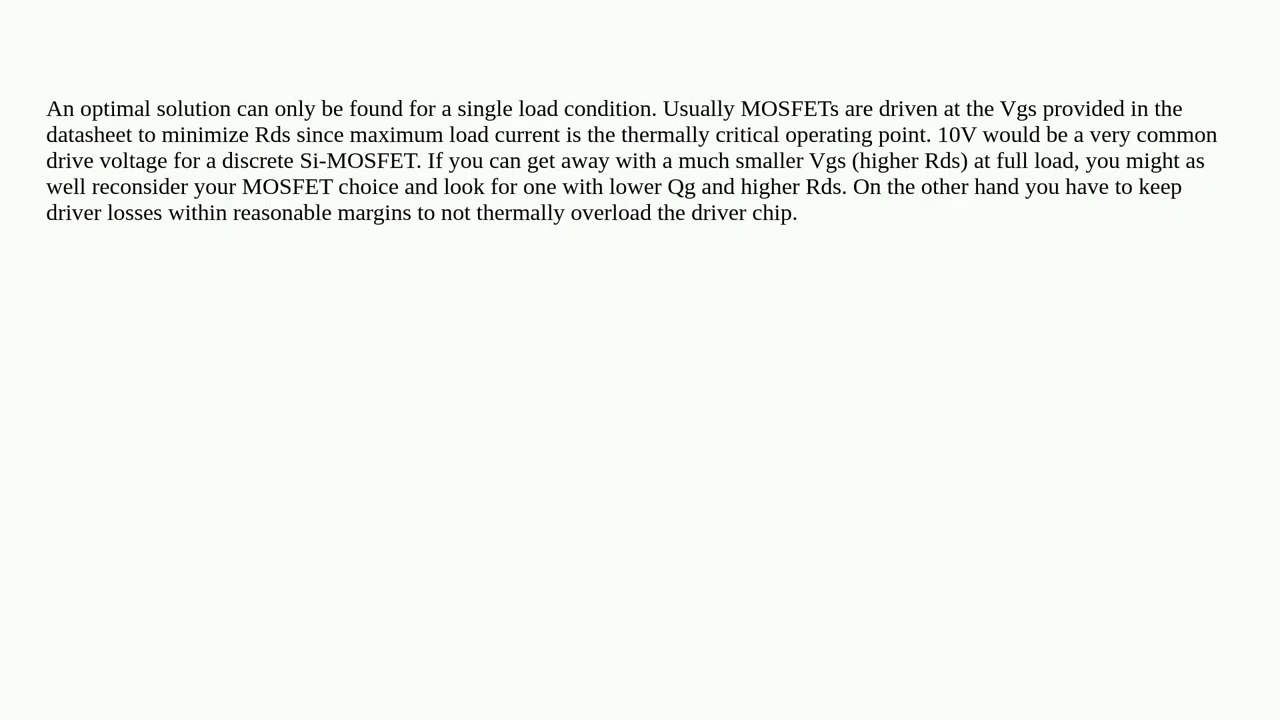 An optimal solution can only be found for a single load condition. Usually MOSFETs are driven at the Vgs provided in the
datasheet to minimize Rds since maximum load current is the thermally critical operating point. 10V would be a very common
drive voltage for a discrete Si-MOSFET. If you can get away with a much smaller Vgs (higher Rds) at full load, you might as
well reconsider your MOSFET choice and look for one with lower Qg and higher Rds. On the other hand you have to keep
driver losses within reasonable margins to not thermally overload the driver chip.